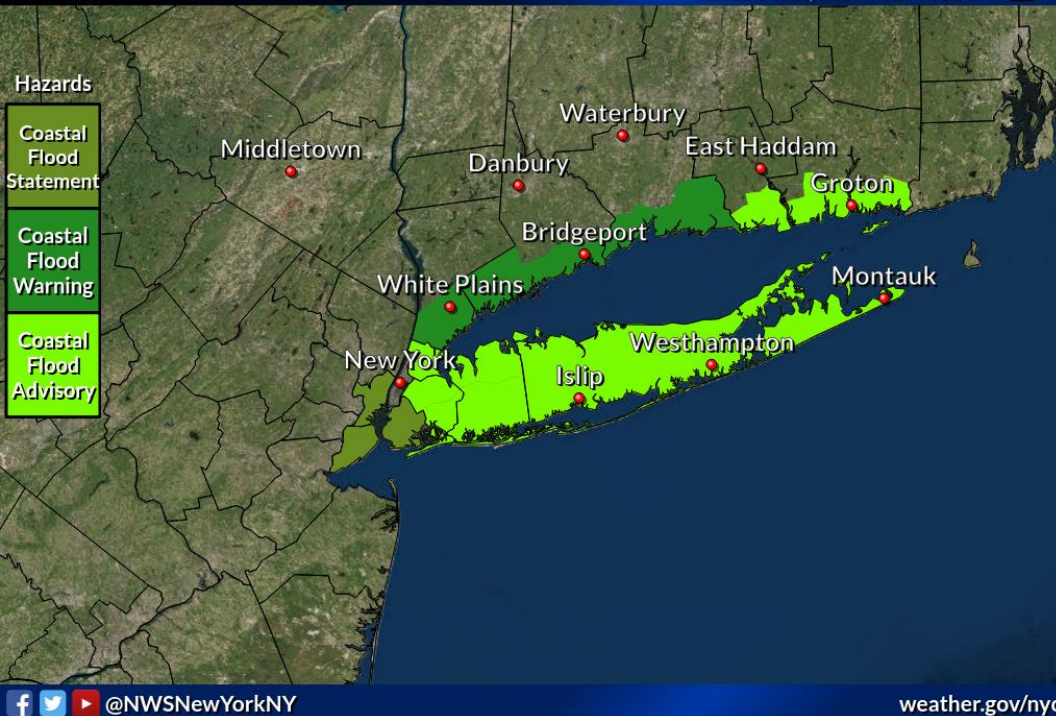 Hazards
Coastal
Flood
Statement
Coastal
Flood
Warning
Coastal
Flood
Advisory
Waterbury
Middletown
Danbury
East Haddam
Groton
Bridgeport
White Plains
Montauk
New York
Westhampton
Islip
@NWSNewYorkNY
weather.gov/nyc